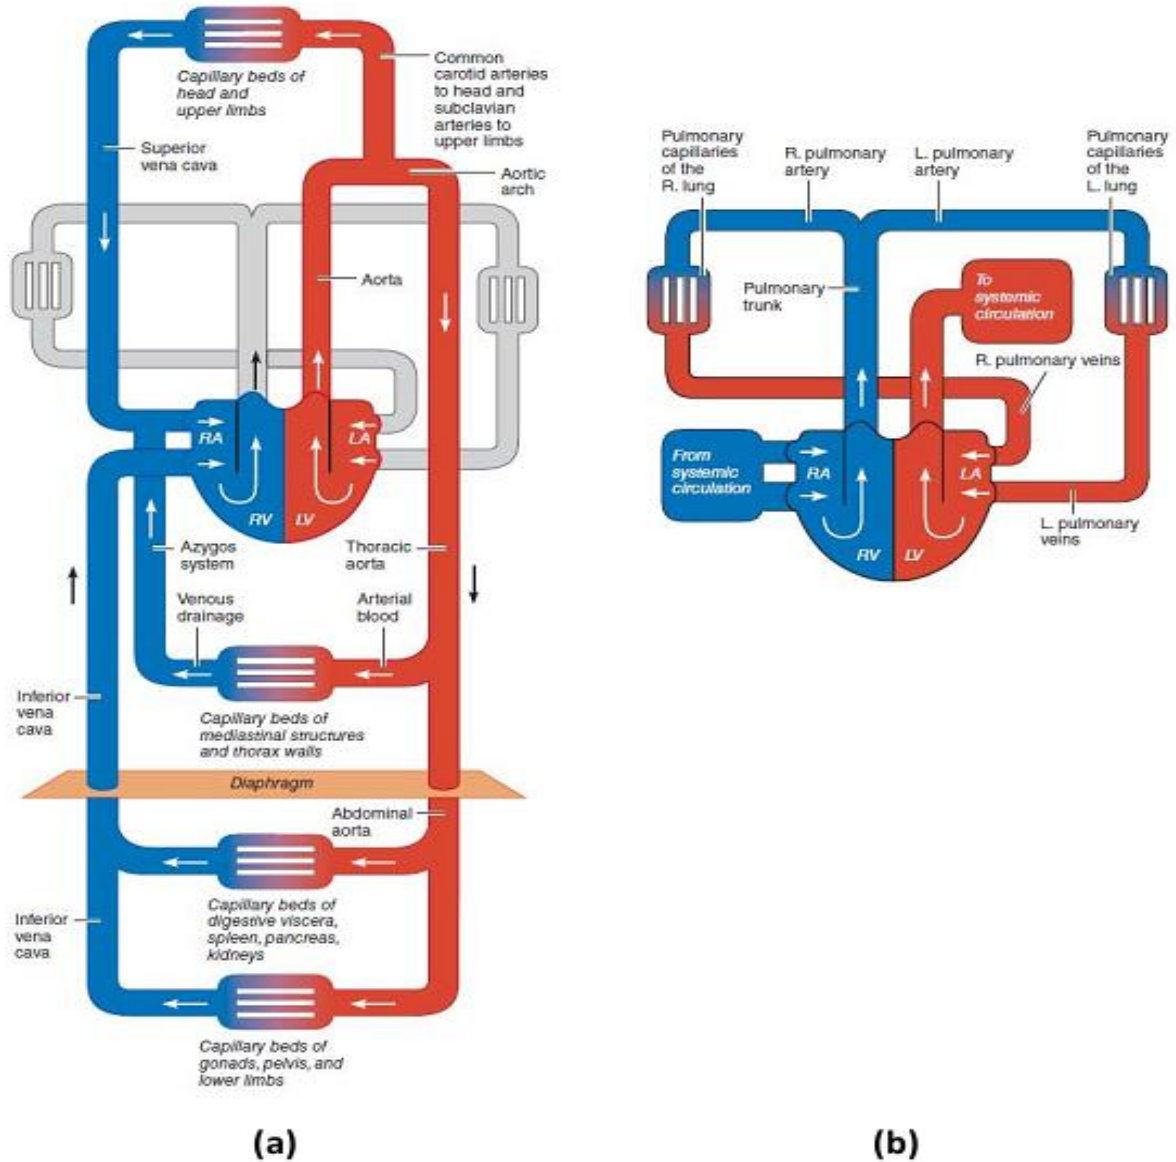 Capillary beds of
head and
upper limbs
Common
carotid arteries
to head and
subclavian
arteries to
upper limbs
Superior
vena cava
Aortic
arch
Aorta
RA
LA
RV
LV
Azygos
system
Thoracic
aorta
Venous
drainage
Arterial
blood
Inferior
vena
cava
Capillary beds of
mediastinal structures
and thorax walls
Diaphragm
Abdominal
aorta
Capillary beds of
digestive viscera,
spleen, pancreas,
kidneys
Inferior
vena
cava
Capillary beds of
gonads, pelvis, and
lower limbs
(a)
Pulmonary
capillaries
of the
R. lung
R. pulmonary
artery
L. pulmonary
artery
Pulmonary
capillaries
of the
L. lung
Pulmonary
trunk
To
systemic
circulation
R. pulmonary veins
From
systemic
circulation
RA
LA
RV
LV
L. pulmonary
veins
(b)